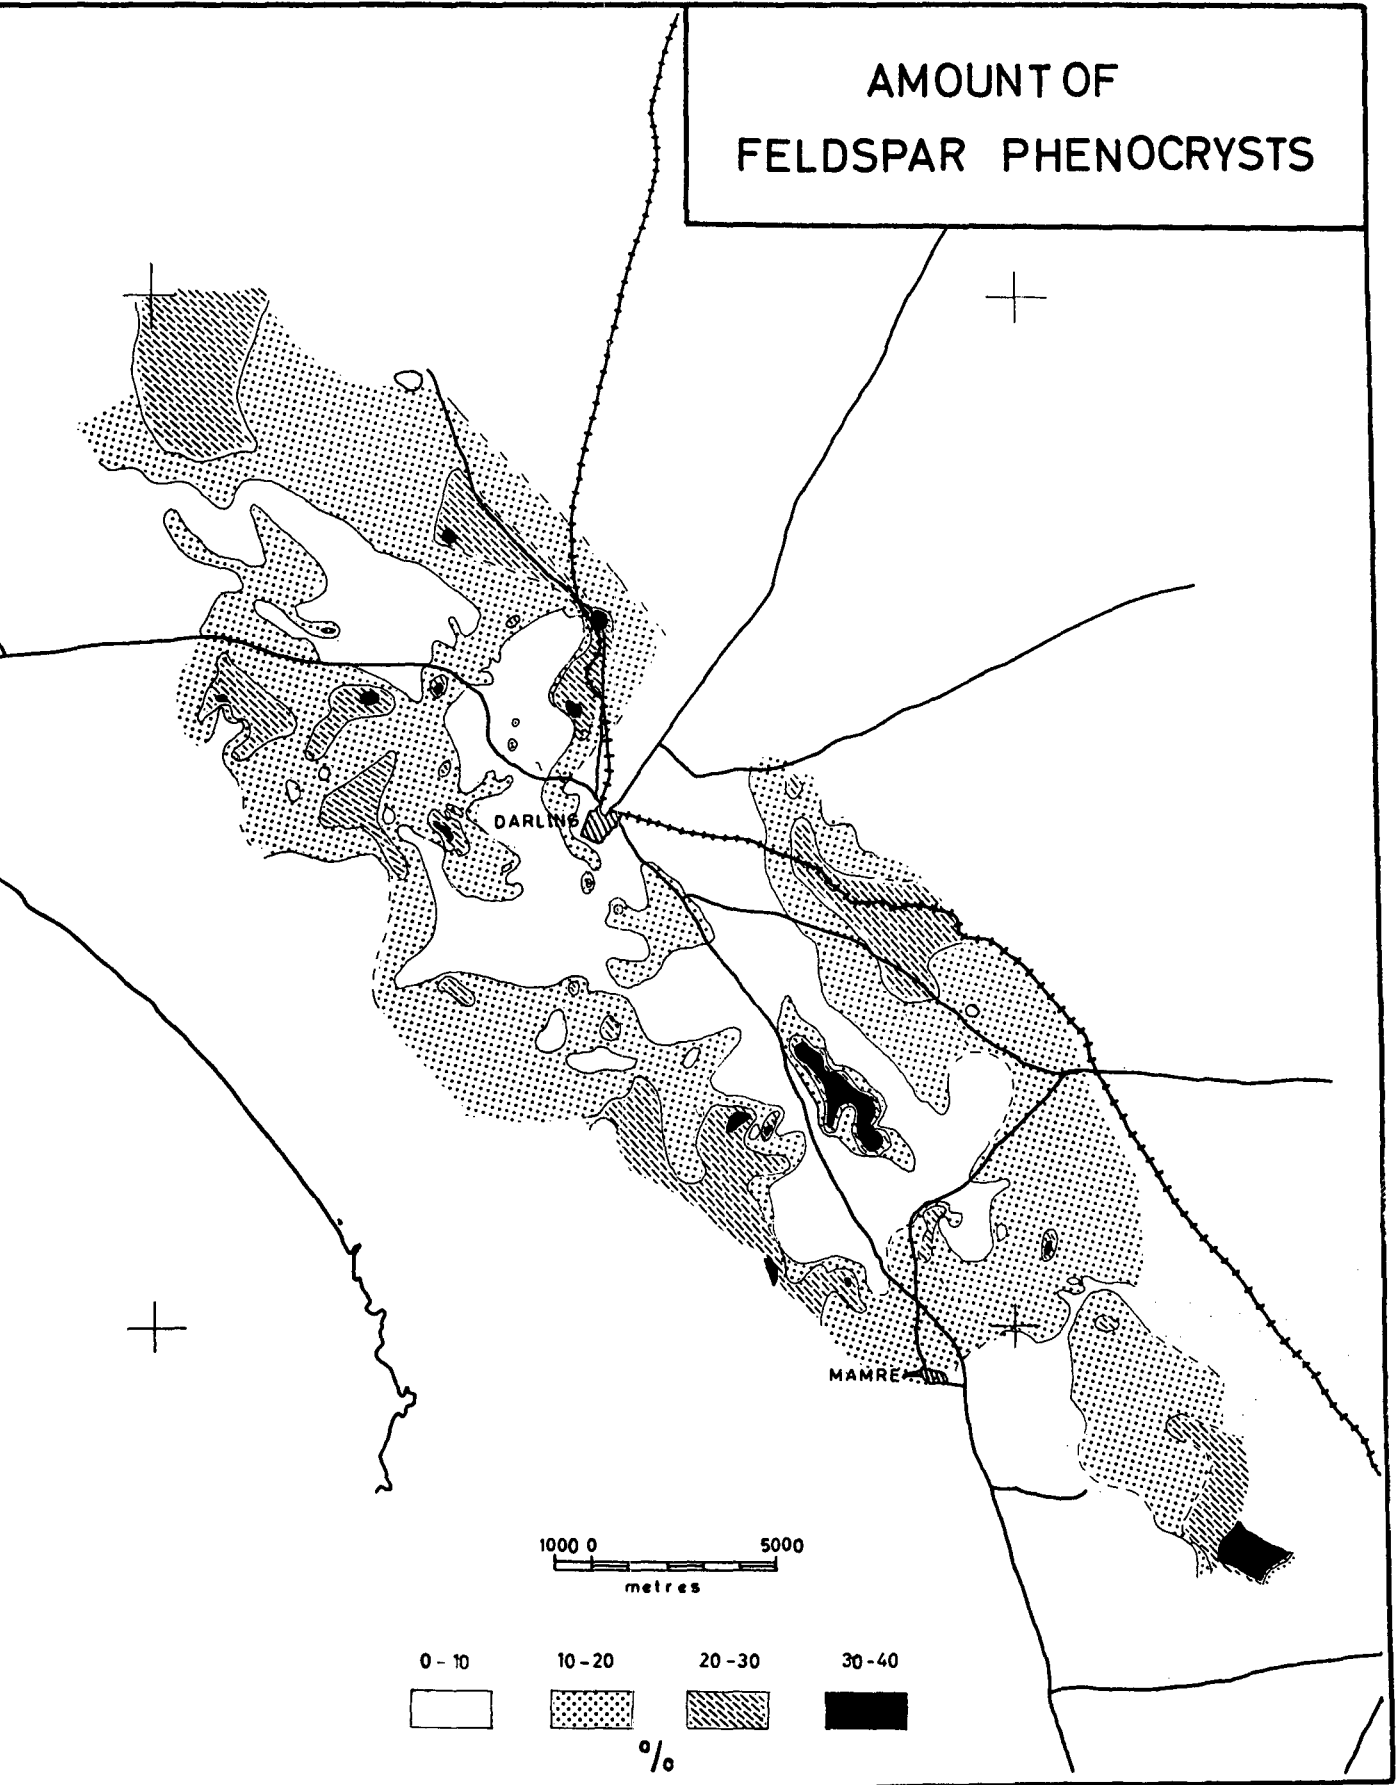 AMOUNT OF
FELDSPAR PHENOCRYSTS
DARLING
MAMRE
1000 0 5000
metres
0-10 10-20 20-30 30-40
%